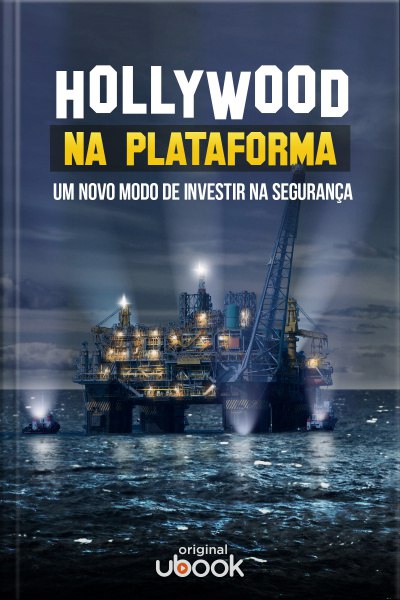 HOLLYWOOD
NA PLATAFORMA
UM NOVO MODO DE INVESTIR NA SEGURANÇA
original
ubook